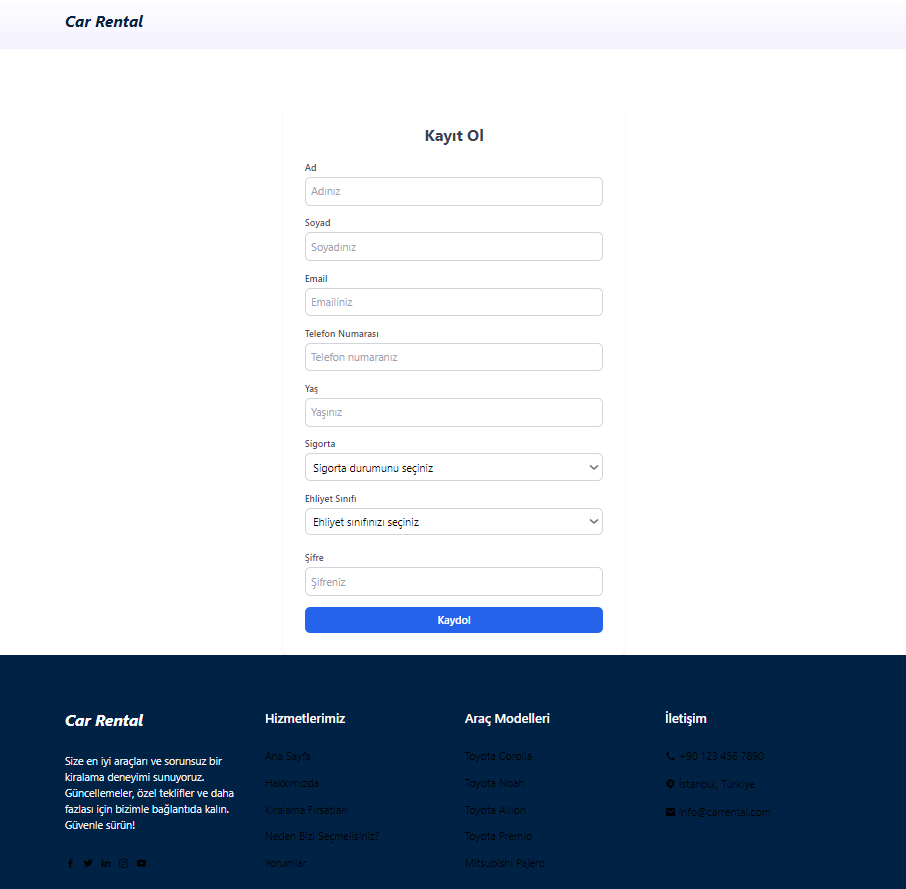 Car Rental
Kayıt Ol
Ad
Adınız
Soyad
Soyadınız
Email
Emailiniz
Telefon Numarası
Telefon numaranız
Yaş
Yaşınız
Sigorta
Sigorta durumunu seçiniz
Ehliyet Sınıfı
Ehliyet sınıfınızı seçiniz
Şifre
Şifreniz
Kaydol
Car Rental
Size en iyi araçları ve sorunsuz bir
kiralama deneyimi sunuyoruz.
Güncellemeler, özel teklifler ve daha
fazlası için bizimle bağlantıda kalın.
Güvenle sürün!
Hizmetlerimiz
Ana Sayfa
Hakkımızda
Kiralama Fırsatları
Neden Bizi Seçmelisiniz?
Yorumlar
Araç Modelleri
Toyota Corolla
Toyota Noah
Toyota Allion
Toyota Premio
Mitsubishi Pajero
İletişim
+90 123 456 7890
İstanbul, Türkiye
info@carrental.com